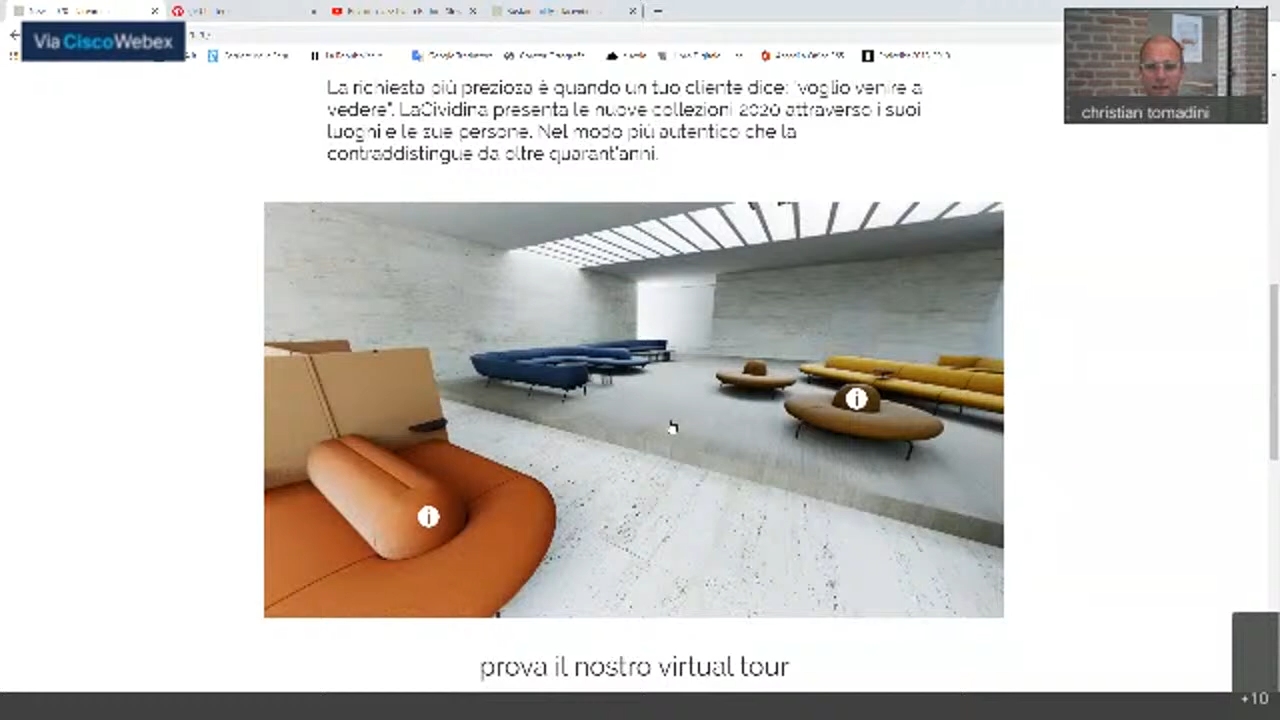 Via CiscoWebex
christian tomadini
La richiesta più preziosa è quando un tuo cliente dice: "voglio venire a
vedere". LaCividina presenta le nuove collezioni 2020 attraverso i suoi
luoghi e le sue persone. Nel modo più autentico che la
contraddistingue da oltre quarant'anni.
i
i
prova il nostro virtual tour
+10